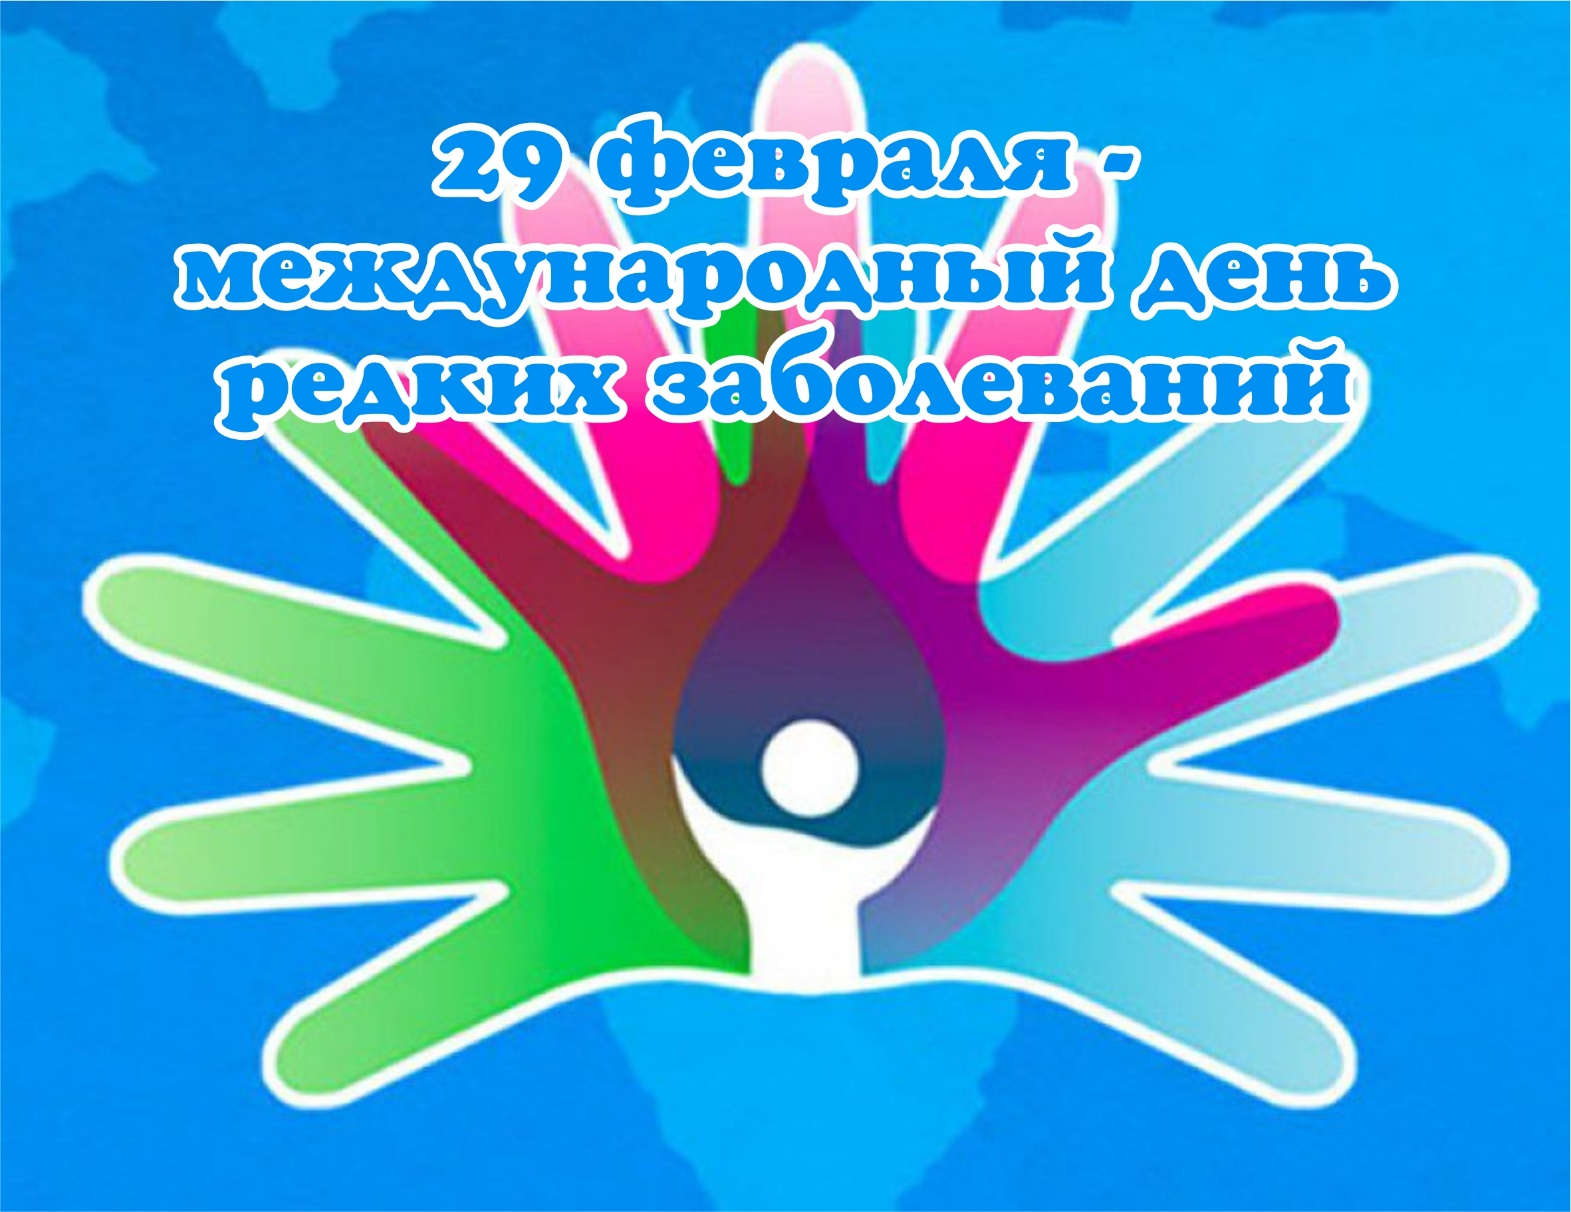 29 февраля -
международный день
редких заболеваний